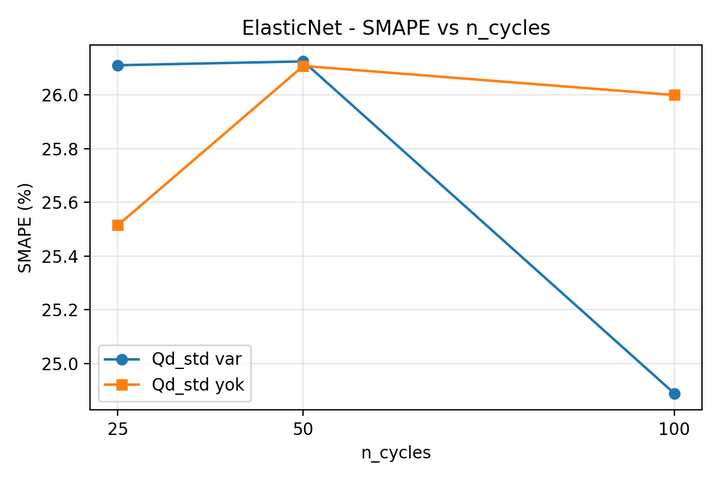 ElasticNet - SMAPE vs n_cycles
SMAPE (%)
26.0
25.8
25.6
25.4
25.2
25.0
Qd_std var
Qd_std yok
25
50
100
n_cycles